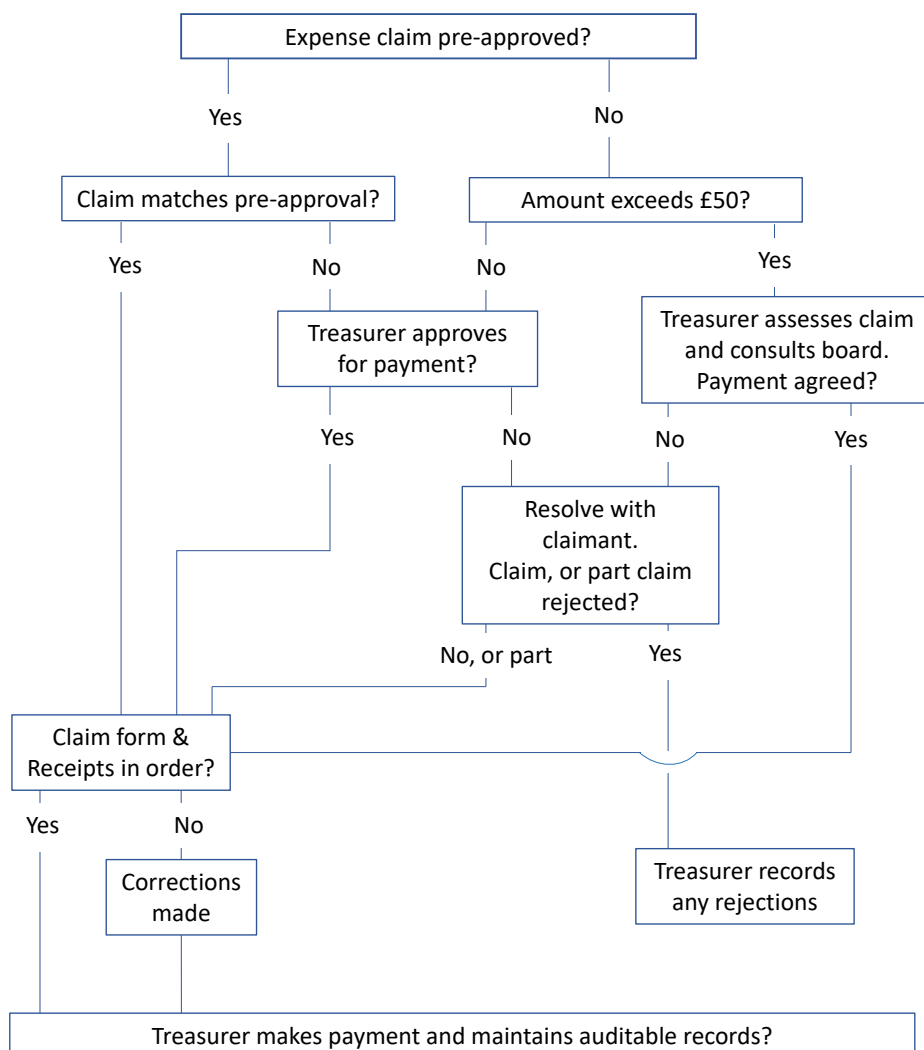 Expense claim pre-approved?
Yes
No
Claim matches pre-approval?
Amount exceeds £50?
Yes
No
No
Yes
Treasurer approves
for payment?
Treasurer assesses claim
and consults board.
Payment agreed?
Yes
No
No
Yes
Resolve with
claimant.
Claim, or part claim
rejected?
No, or part
Yes
Claim form &
Receipts in order?
Yes
No
Corrections
made
Treasurer records
any rejections
Treasurer makes payment and maintains auditable records?